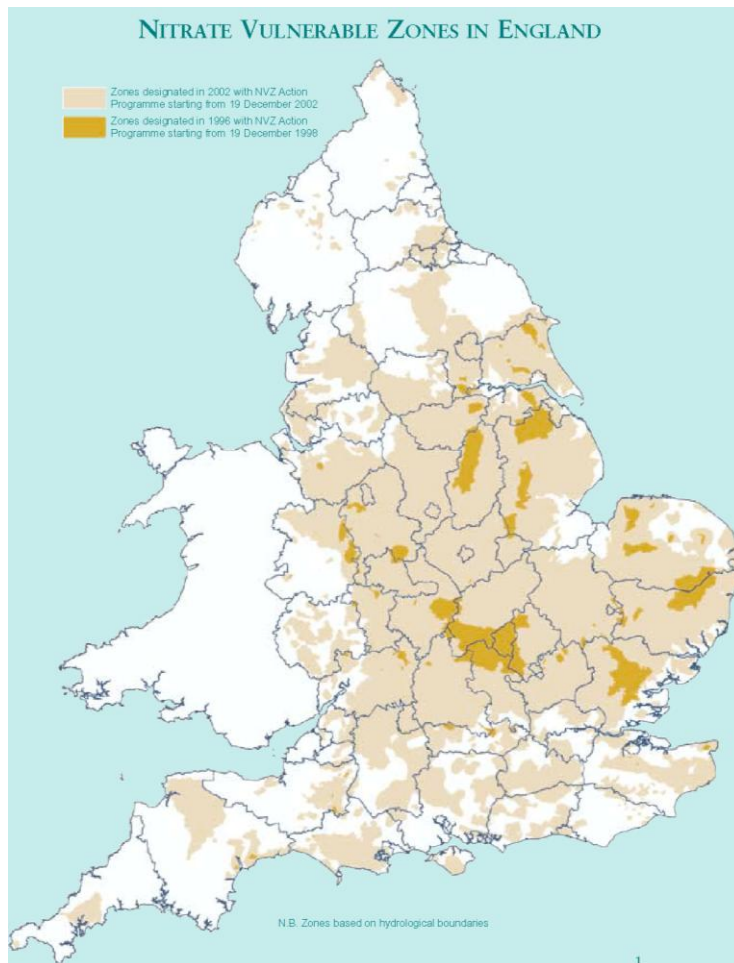 NITRATE VULNERABLE ZONES IN ENGLAND
Zones designated in 2002 with NVZ Action
Programme starting from 19 December 2002
Zones designated in 1996 with NVZ Action
Programme starting from 19 December 1998
N.B. Zones based on hydrological boundaries
1